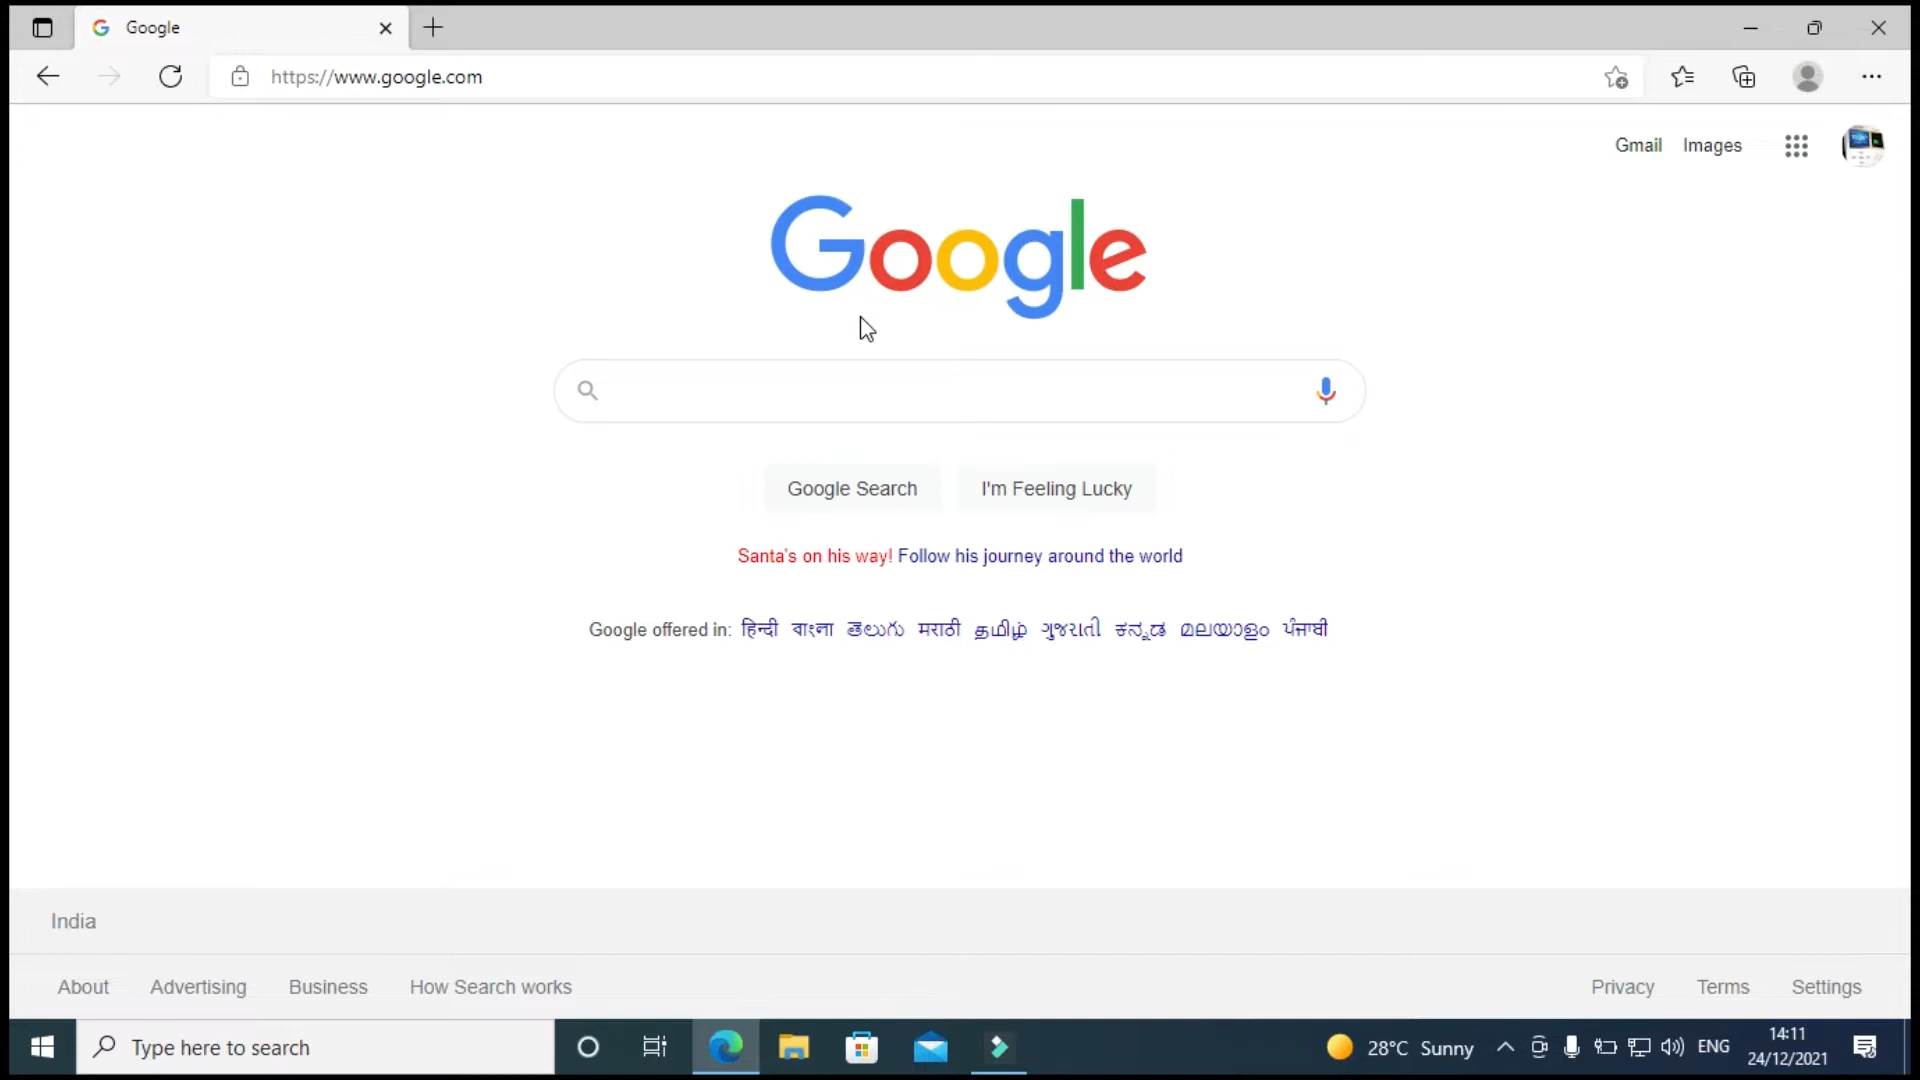 Google
https://www.google.com
Gmail Images
Google
Google Search I'm Feeling Lucky
Santa's on his way! Follow his journey around the world
Google offered in: हिन्दी বাংলা తెలుగు मराठी தமிழ் ગુજરાતી ಕನ್ನಡ മലയാളം ਪੰਜਾਬੀ
India
About Advertising Business How Search works Privacy Terms Settings
Type here to search 28°C Sunny ENG 14:11
24/12/2021